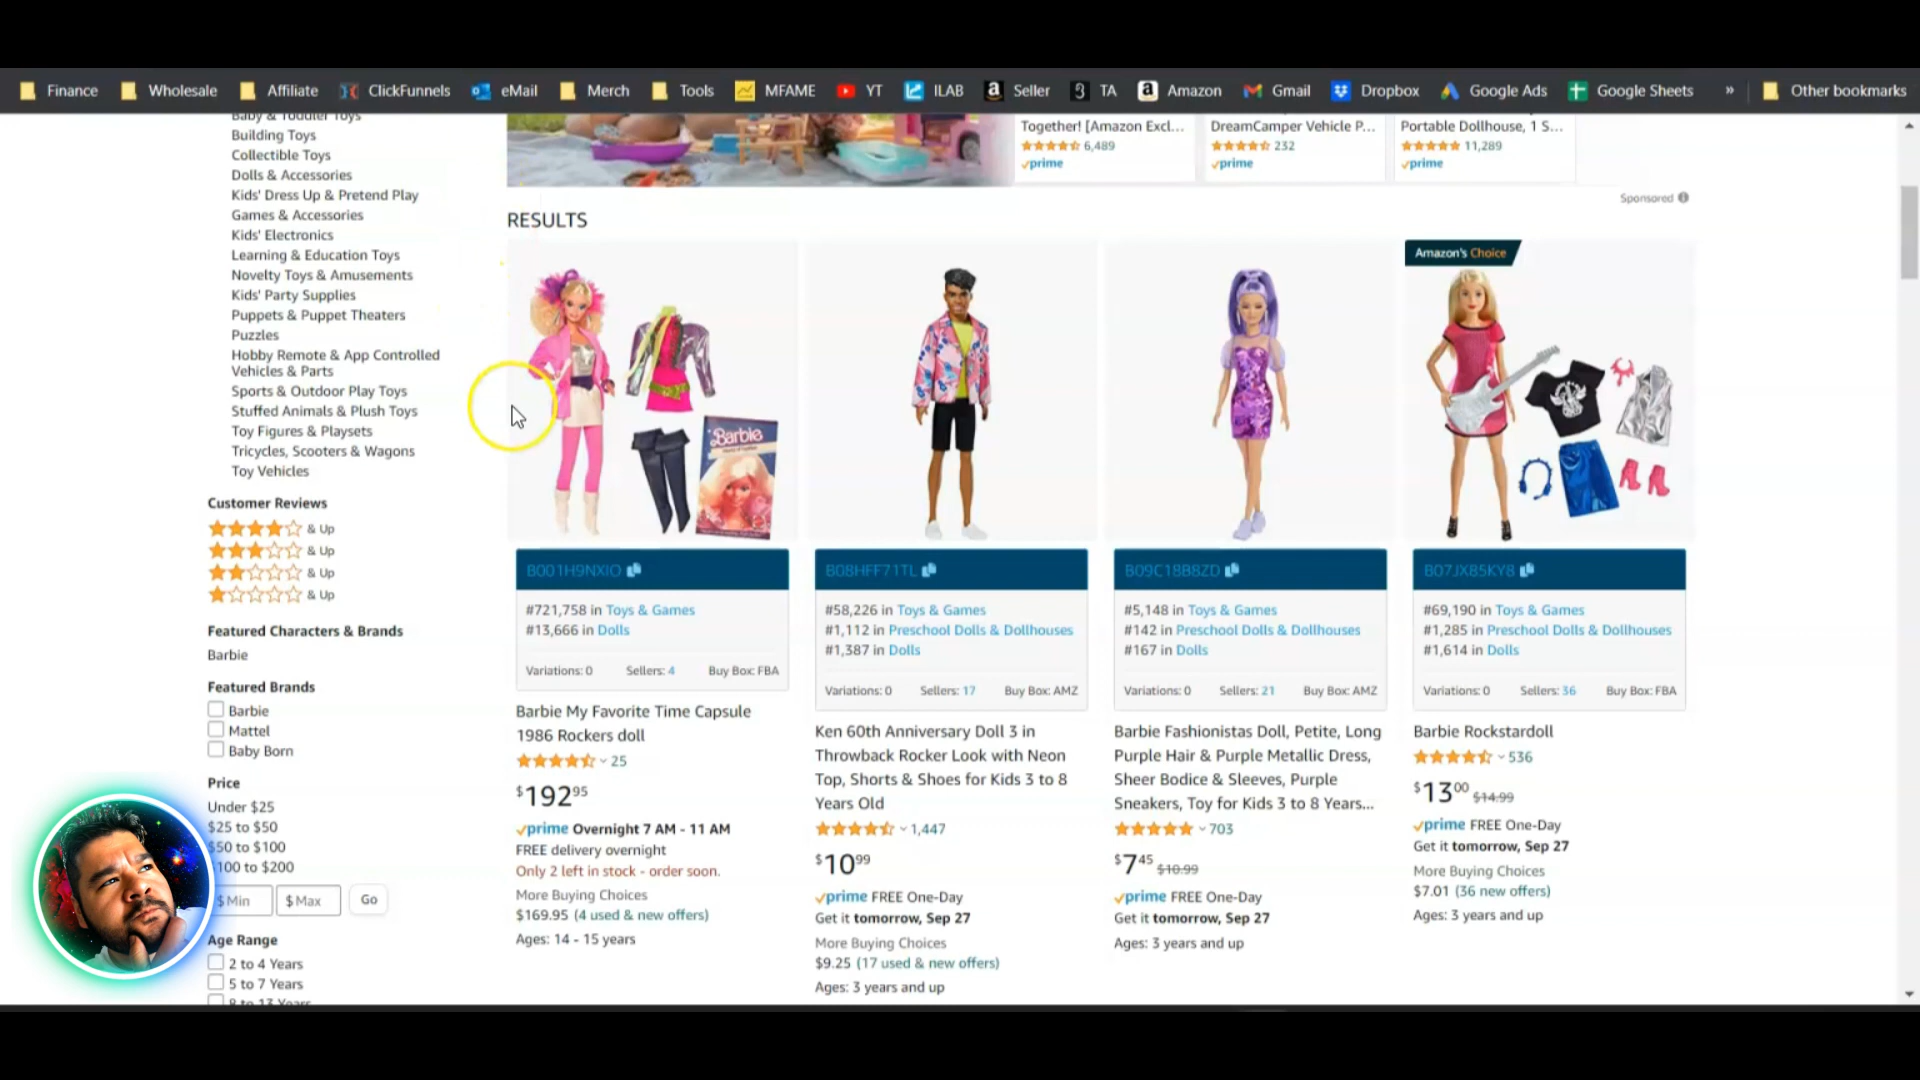 Finance
Wholesale
Affiliate
ClickFunnels
eMail
Merch
Tools
MFAME
YT
ILAB
Seller
TA
Amazon
Gmail
Dropbox
Google Ads
Google Sheets
»
Other bookmarks
Baby & Toddler Toys
Building Toys
Collectible Toys
Dolls & Accessories
Kids' Dress Up & Pretend Play
Games & Accessories
Kids' Electronics
Learning & Education Toys
Novelty Toys & Amusements
Kids' Party Supplies
Puppets & Puppet Theaters
Puzzles
Hobby Remote & App Controlled
Vehicles & Parts
Sports & Outdoor Play Toys
Stuffed Animals & Plush Toys
Toy Figures & Playsets
Tricycles, Scooters & Wagons
Toy Vehicles
Customer Reviews
& Up
& Up
& Up
& Up
Featured Characters & Brands
Barbie
Featured Brands
Barbie
Mattel
Baby Born
Price
Under $25
$25 to $50
$50 to $100
100 to $200
$ Min
$ Max
Go
Age Range
2 to 4 Years
5 to 7 Years
8 to 13 Years
Together! [Amazon Excl...
6,489
prime
DreamCamper Vehicle P...
232
prime
Portable Dollhouse, 1 S...
11,289
prime
Sponsored
RESULTS
Barbie
B001H9NXIO
#721,758 in Toys & Games
#13,666 in Dolls
Variations: 0 Sellers: 4 Buy Box: FBA
Barbie My Favorite Time Capsule
1986 Rockers doll
25
$192 95
prime Overnight 7 AM - 11 AM
FREE delivery overnight
Only 2 left in stock - order soon.
More Buying Choices
$169.95 (4 used & new offers)
Ages: 14 - 15 years
B08HFF71TL
#58,226 in Toys & Games
#1,112 in Preschool Dolls & Dollhouses
#1,387 in Dolls
Variations: 0 Sellers: 17 Buy Box: AMZ
Ken 60th Anniversary Doll 3 in
Throwback Rocker Look with Neon
Top, Shorts & Shoes for Kids 3 to 8
Years Old
1,447
$10 99
prime FREE One-Day
Get it tomorrow, Sep 27
More Buying Choices
$9.25 (17 used & new offers)
Ages: 3 years and up
B09C18B8ZD
#5,148 in Toys & Games
#142 in Preschool Dolls & Dollhouses
#167 in Dolls
Variations: 0 Sellers: 21 Buy Box: AMZ
Barbie Fashionistas Doll, Petite, Long
Purple Hair & Purple Metallic Dress,
Sheer Bodice & Sleeves, Purple
Sneakers, Toy for Kids 3 to 8 Years...
703
$7 45 $10.99
prime FREE One-Day
Get it tomorrow, Sep 27
Ages: 3 years and up
Amazon's Choice
B07JX85KY8
#69,190 in Toys & Games
#1,285 in Preschool Dolls & Dollhouses
#1,614 in Dolls
Variations: 0 Sellers: 36 Buy Box: FBA
Barbie Rockstardoll
536
$13 00 $14.99
prime FREE One-Day
Get it tomorrow, Sep 27
More Buying Choices
$7.01 (36 new offers)
Ages: 3 years and up